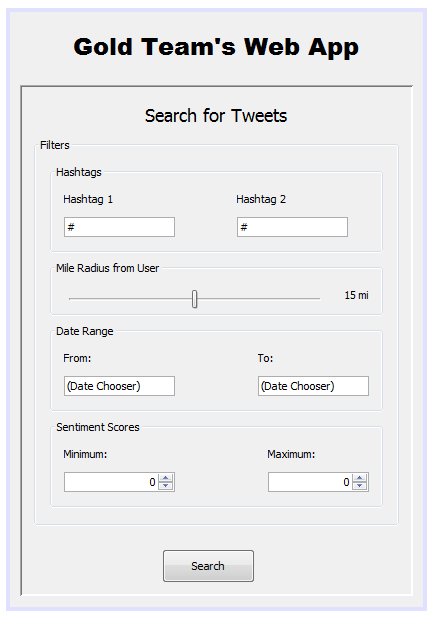 Gold Team's Web App
Search for Tweets
Filters
Hashtags
Hashtag 1 Hashtag 2
# #
Mile Radius from User
15 mi
Date Range
From: To:
(Date Chooser) (Date Chooser)
Sentiment Scores
Minimum: Maximum:
0 0
Search